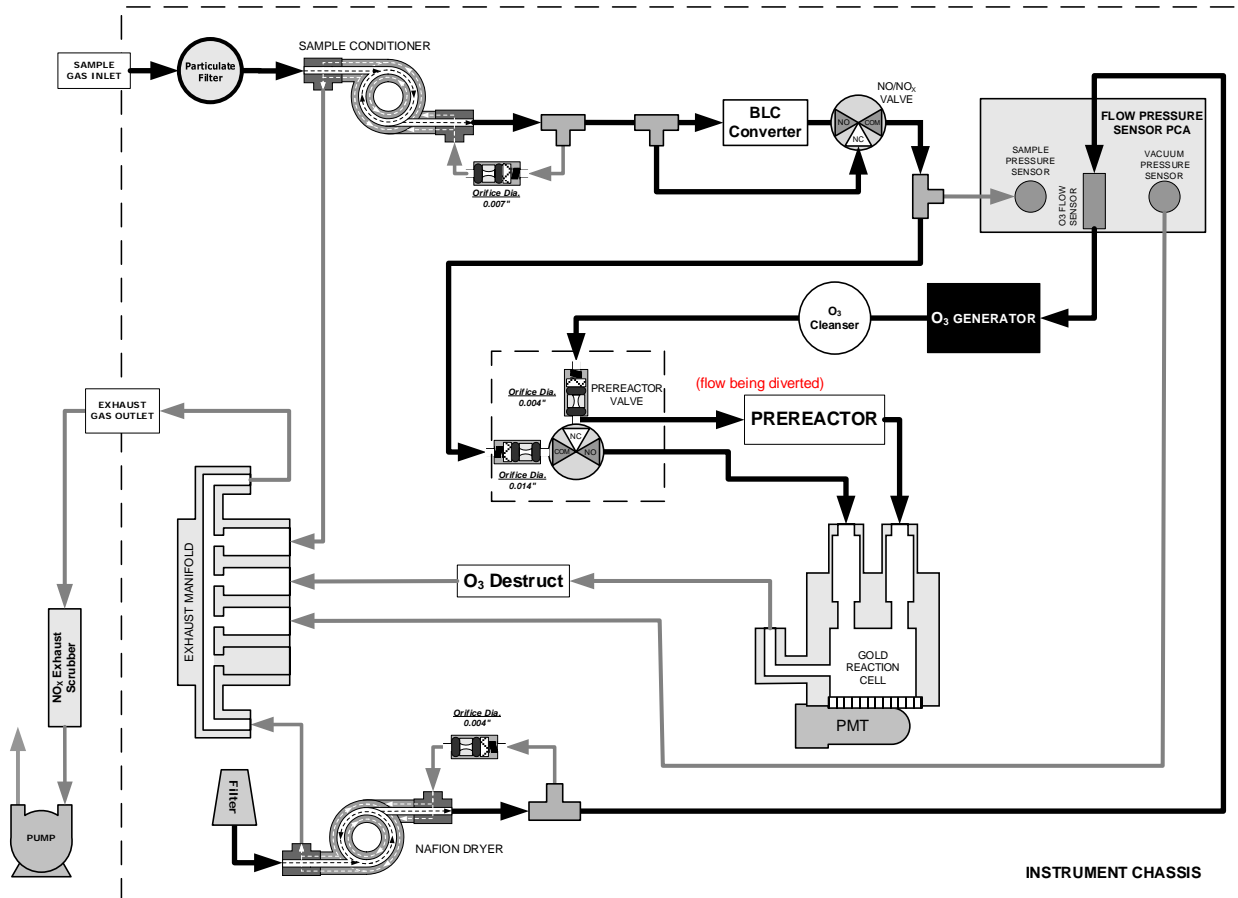 SAMPLE CONDITIONER
SAMPLE
GAS INLET
Particulate
Filter
Orifice Dia.
0.007"
BLC
Converter
NO/NOX
VALVE
NO
COM
NC
FLOW PRESSURE
SENSOR PCA
SAMPLE
PRESSURE
SENSOR
O3 FLOW
SENSOR
VACUUM
PRESSURE
SENSOR
O3
Cleanser
O3 GENERATOR
Orifice Dia.
0.004"
PREREACTOR
VALVE
(flow being diverted)
PREREACTOR
NC
COM
NO
Orifice Dia.
0.014"
EXHAUST
GAS OUTLET
EXHAUST MANIFOLD
O3 Destruct
GOLD
REACTION
CELL
PMT
NOX Exhaust
Scrubber
PUMP
Filter
Orifice Dia.
0.004"
NAFION DRYER
INSTRUMENT CHASSIS